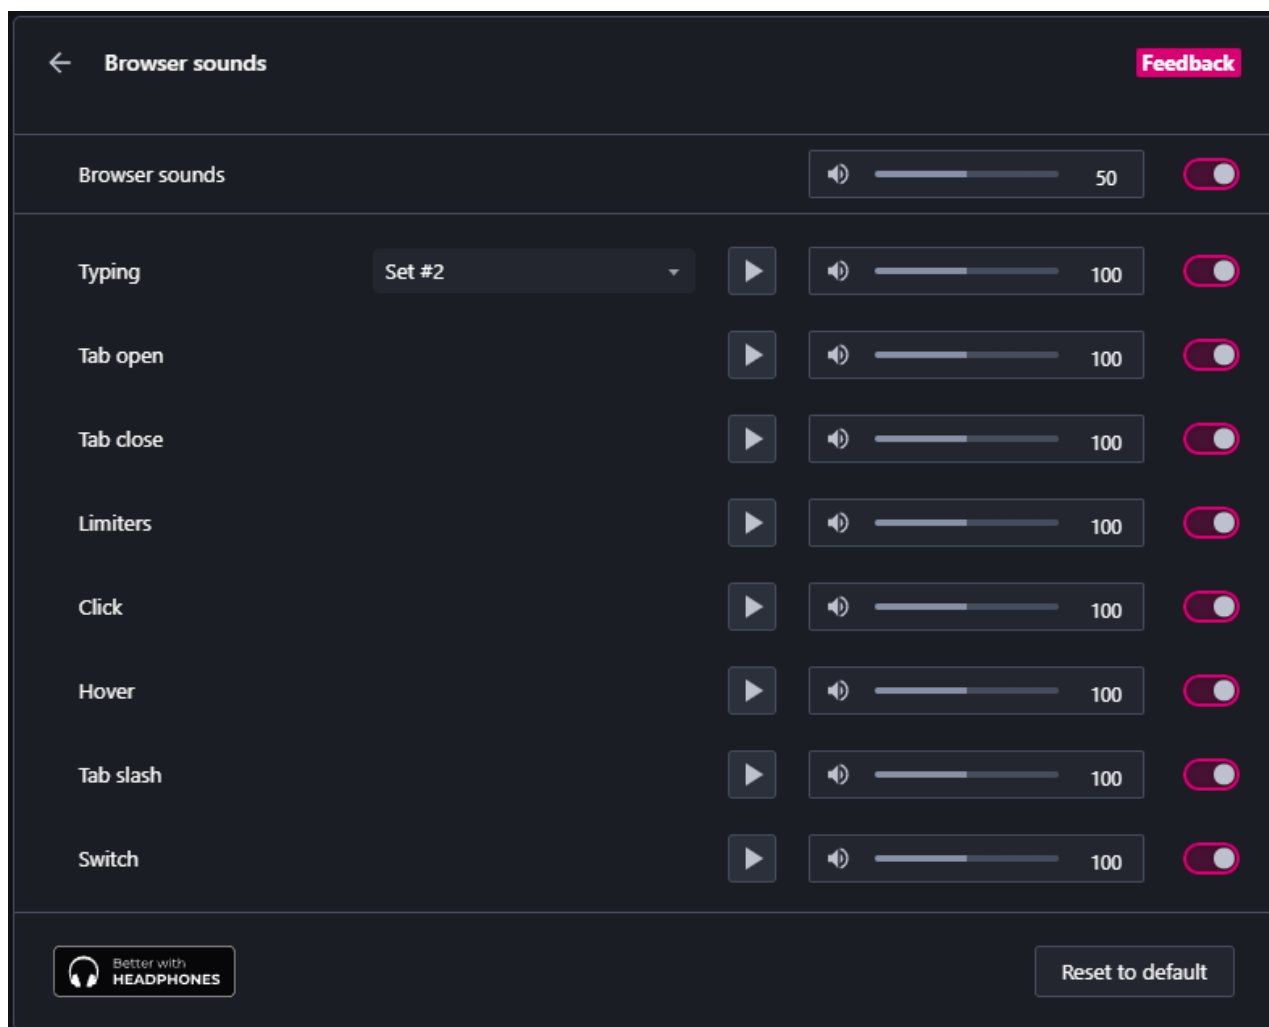 Browser sounds
Feedback
Browser sounds 50
Typing Set #2 100
Tab open 100
Tab close 100
Limiters 100
Click 100
Hover 100
Tab slash 100
Switch 100
Better with
HEADPHONES
Reset to default